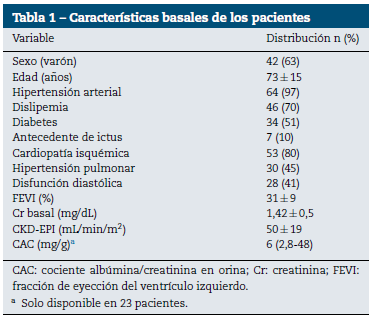 Tabla 1 – Características basales de los pacientes
Variable Distribución n (%)
Sexo (varón) 42 (63)
Edad (años) 73 ± 15
Hipertensión arterial 64 (97)
Dislipemia 46 (70)
Diabetes 34 (51)
Antecedente de ictus 7 (10)
Cardiopatía isquémica 53 (80)
Hipertensión pulmonar 30 (45)
Disfunción diastólica 28 (41)
FEVI (%) 31 ± 9
Cr basal (mg/dL) 1,42 ± 0,5
CKD-EPI (mL/min/m²) 50 ± 19
CAC (mg/g)ª 6 (2,8-48)
CAC: cociente albúmina/creatinina en orina; Cr: creatinina; FEVI:
fracción de eyección del ventrículo izquierdo.
ª Solo disponible en 23 pacientes.